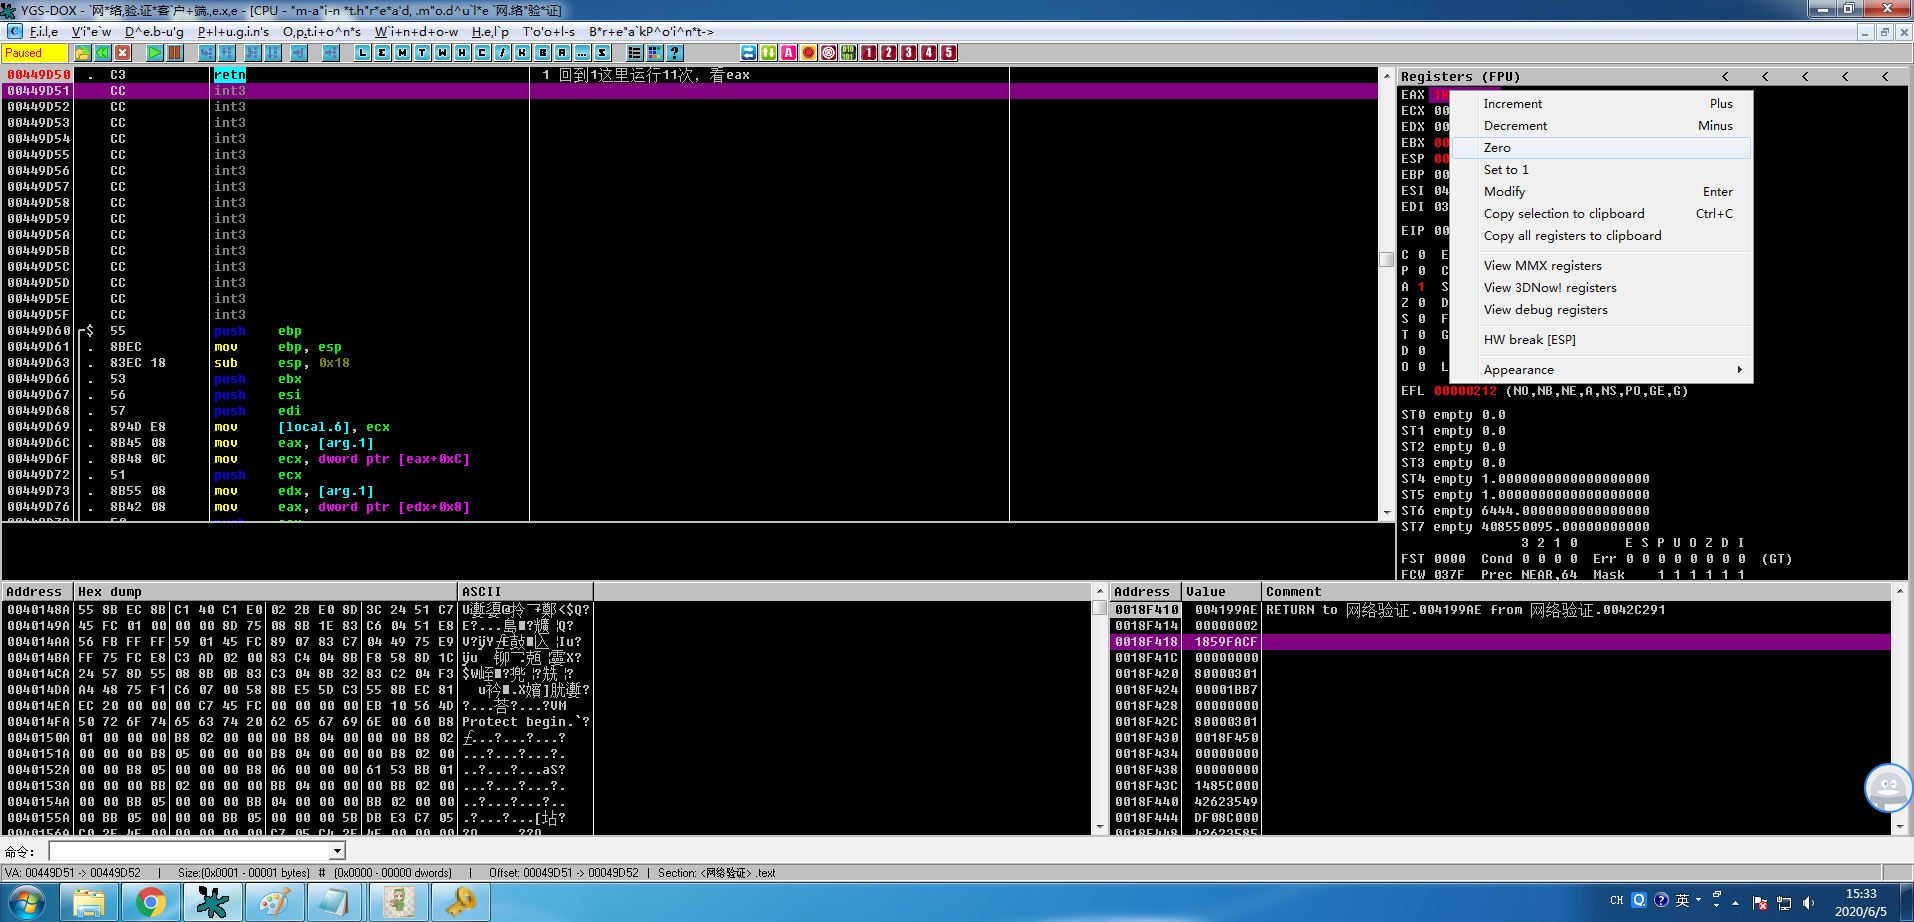 YGS-DOX - `网*络,验.证*客`户+端.,e.x,e - [CPU - "m-a"i-n *t.h"r*e*a'd, .m"o.d^u`l*e `网.络"验*证]
F.i.l,e V'i"e`w D^e.b-u'g P+l+u.g.i.n's O,p,t.i+o^n*s W`i+n+d+o-w H.e,l`p T'o'o+l-s B*r+e"a`kP^o'i^n*t->
Paused L E M T W H C / K B R ... S ? A 1 2 3 4 5
00449D50 . C3 retn 1 回到1这里运行11次，看eax
00449D51 CC int3
00449D52 CC int3
00449D53 CC int3
00449D54 CC int3
00449D55 CC int3
00449D56 CC int3
00449D57 CC int3
00449D58 CC int3
00449D59 CC int3
00449D5A CC int3
00449D5B CC int3
00449D5C CC int3
00449D5D CC int3
00449D5E CC int3
00449D5F CC int3
00449D60 $ 55 push ebp
00449D61 . 8BEC mov ebp, esp
00449D63 . 83EC 18 sub esp, 0x18
00449D66 . 53 push ebx
00449D67 . 56 push esi
00449D68 . 57 push edi
00449D69 . 894D E8 mov [local.6], ecx
00449D6C . 8B45 08 mov eax, [arg.1]
00449D6F . 8B48 0C mov ecx, dword ptr [eax+0xC]
00449D72 . 51 push ecx
00449D73 . 8B55 08 mov edx, [arg.1]
00449D76 . 8B42 08 mov eax, dword ptr [edx+0x8]
Registers (FPU) < < < < <
EAX 18
ECX 00
EDX 00
EBX 00
ESP 00
EBP 00
ESI 04
EDI 03
EIP 00
C 0 E
P 0 C
A 1 S
Z 0 D
S 0 F
T 0 G
D 0
O 0 L
EFL 00000212 (NO,NB,NE,A,NS,PO,GE,G)
ST0 empty 0.0
ST1 empty 0.0
ST2 empty 0.0
ST3 empty 0.0
ST4 empty 1.0000000000000000000
ST5 empty 1.0000000000000000000
ST6 empty 6444.0000000000000000
ST7 empty 408550095.00000000000
3 2 1 0 E S P U O Z D I
FST 0000 Cond 0 0 0 0 Err 0 0 0 0 0 0 0 0 (GT)
FCW 037F Prec NEAR,64 Mask 1 1 1 1 1 1
Increment Plus
Decrement Minus
Zero
Set to 1
Modify Enter
Copy selection to clipboard Ctrl+C
Copy all registers to clipboard
View MMX registers
View 3DNow! registers
View debug registers
HW break [ESP]
Appearance
Address Hex dump ASCII
0040148A 55 8B EC 8B C1 40 C1 E0 02 2B E0 8D 3C 24 51 C7
0040149A 45 FC 01 00 00 00 8D 75 08 8B 1E 83 C6 04 51 E8
004014AA 56 FB FF FF 59 01 45 FC 89 07 83 C7 04 49 75 E9
004014BA FF 75 FC E8 C3 AD 02 00 83 C4 04 8B F8 58 8D 1C
004014CA 24 57 8D 55 08 8B 0B 83 C3 04 8B 32 83 C2 04 F3
004014DA A4 48 75 F1 C6 07 00 58 8B E5 5D C3 55 8B EC 81
004014EA EC 20 00 00 00 C7 45 FC 00 00 00 00 EB 10 56 4D ?...荅?...?VM
004014FA 50 72 6F 74 65 63 74 20 62 65 67 69 6E 00 60 B8 Protect begin.`?
0040150A 01 00 00 00 B8 02 00 00 00 B8 04 00 00 00 B8 02 ...?...?...?
0040151A 00 00 00 B8 05 00 00 00 B8 04 00 00 00 B8 02 00 ...?...?...?.
0040152A 00 00 B8 05 00 00 00 B8 06 00 00 00 61 53 BB 01 ..?...?...aS?
0040153A 00 00 00 BB 02 00 00 00 BB 04 00 00 00 BB 02 00 ...?...?...?.
0040154A 00 00 BB 05 00 00 00 BB 04 00 00 00 BB 02 00 00 ..?...?...?..
0040155A 00 BB 05 00 00 00 BB 05 00 00 00 5B DB E3 C7 05 .?...?...[坫?
Address Value Comment
0018F410 004199AE RETURN to 网络验证.004199AE from 网络验证.0042C291
0018F414 00000002
0018F418 1859FACF
0018F41C 00000000
0018F420 80000301
0018F424 00001BB7
0018F428 00000000
0018F42C 80000301
0018F430 0018F450
0018F434 00000000
0018F438 00000000
0018F43C 1485C000
0018F440 42623549
0018F444 DF08C000
0018F448 42623585
命令:
VA: 00449D51 -> 00449D52 | Size:(0x0001 - 00001 bytes) # (0x0000 - 00000 dwords) | Offset: 00449D51 -> 00449D52 | Section: <网络验证> .text
CH 英 15:33
2020/6/5